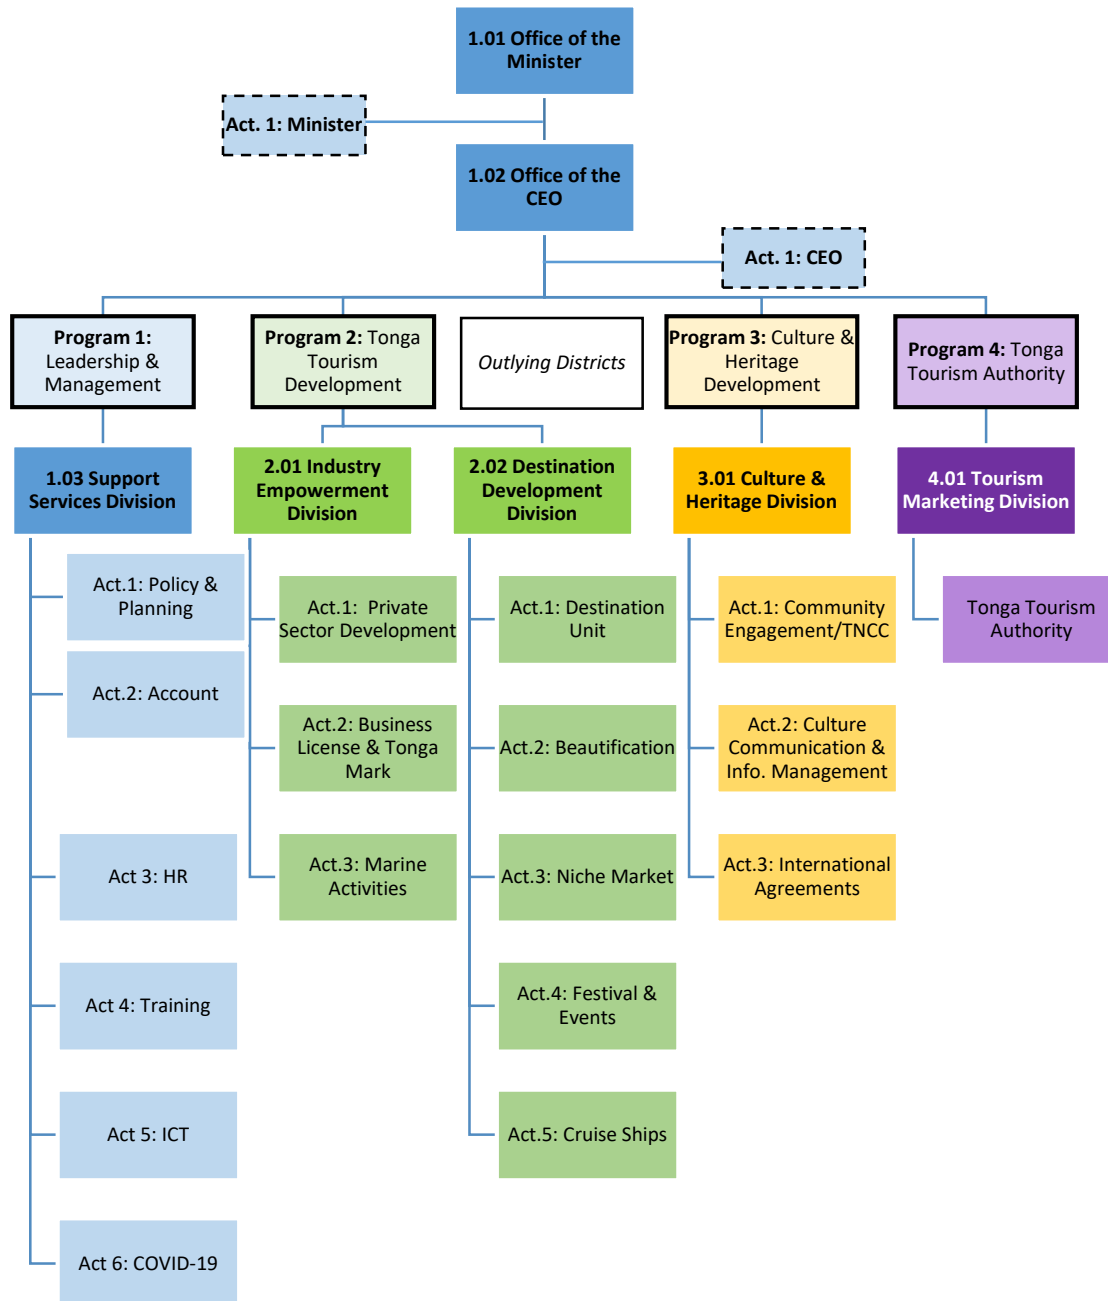 1.01 Office of the
Minister
Act. 1: Minister
1.02 Office of the
CEO
Act. 1: CEO
Program 1:
Leadership &
Management
Program 2:
Tonga
Tourism
Development
Outlying Districts
Program 3: Culture &
Heritage
Development
Program 4: Tonga
Tourism Authority
1.03 Support
Services Division
2.01 Industry
Empowerment
Division
2.02 Destination
Development
Division
3.01 Culture &
Heritage Division
4.01 Tourism
Marketing Division
Act.1: Policy &
Planning
Act.2: Account
Act 3: HR
Act 4: Training
Act 5: ICT
Act 6: COVID-19
Act.1:  Private
Sector Development
Act.2: Business
License & Tonga
Mark
Act.3: Marine
Activities
Act.1: Destination
Unit
Act.2: Beautification
Act.3: Niche Market
Act.4: Festival &
Events
Act.5: Cruise Ships
Act.1: Community
Engagement/TNCC
Act.2: Culture
Communication &
Info. Management
Act.3: International
Agreements
Tonga Tourism
Authority